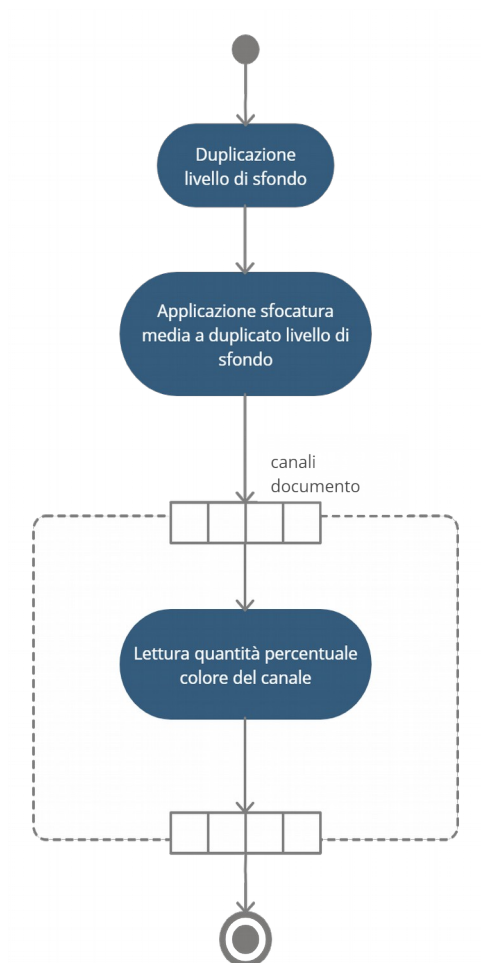 Duplicazione
livello di sfondo
Applicazione sfocatura
media a duplicato livello di
sfondo
canali
documento
Lettura quantità percentuale
colore del canale